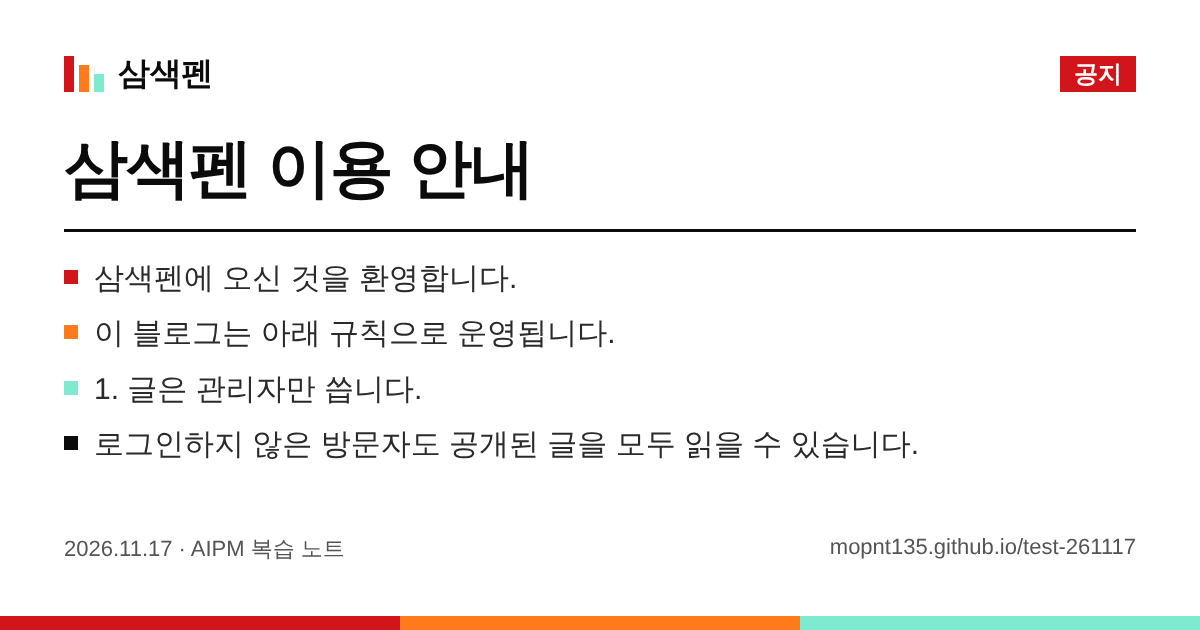 삼색펜
공지
삼색펜 이용 안내
삼색펜에 오신 것을 환영합니다.
이 블로그는 아래 규칙으로 운영됩니다.
1. 글은 관리자만 씁니다.
로그인하지 않은 방문자도 공개된 글을 모두 읽을 수 있습니다.
2026.11.17 · AIPM 복습 노트
mopnt135.github.io/test-261117